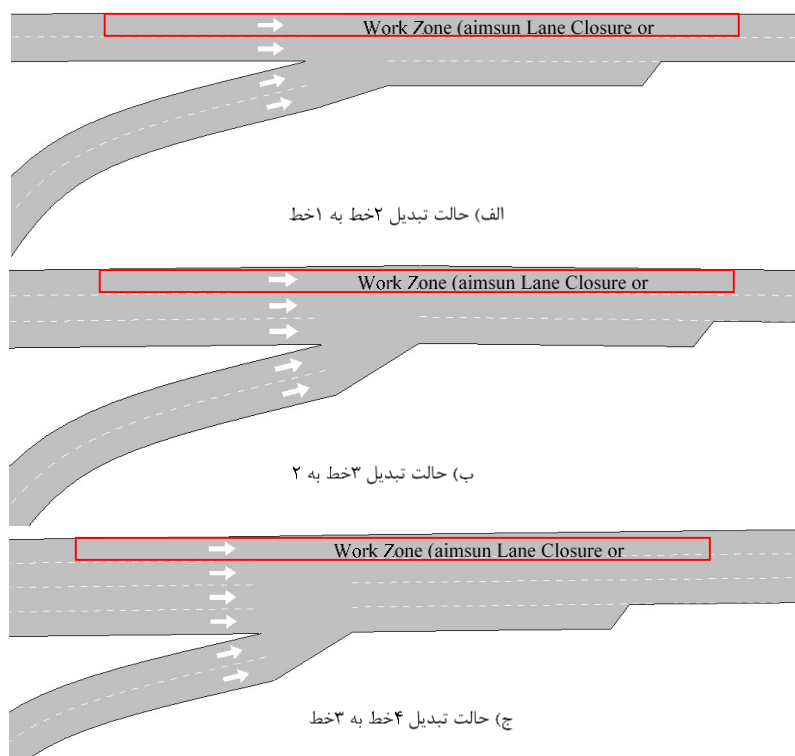 Work Zone (aimsun Lane Closure or
الف) حالت تبدیل ۲خط به ۱خط
Work Zone (aimsun Lane Closure or
ب) حالت تبدیل ۳خط به ۲
Work Zone (aimsun Lane Closure or
ج) حالت تبدیل ۴خط به ۳خط